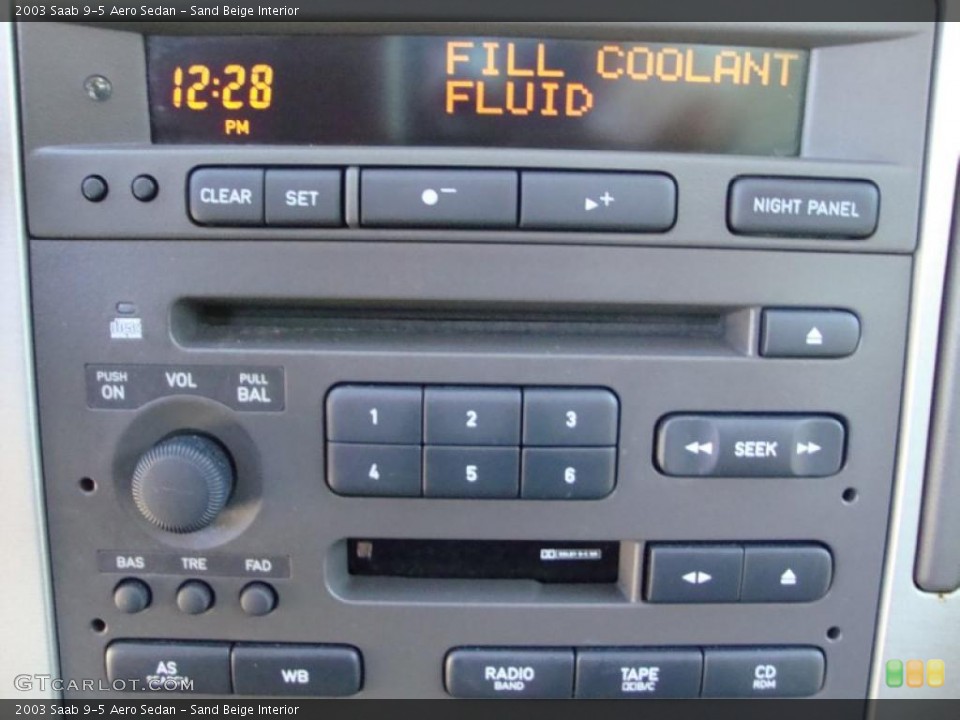 2003 Saab 9-5 Aero Sedan - Sand Beige Interior
12:28
PM
FILL COOLANT
FLUID
CLEAR
SET
NIGHT PANEL
PUSH
ON
VOL
PULL
BAL
1
2
3
4
5
6
SEEK
BAS
TRE
FAD
AS
WB
RADIO
BAND
TAPE
B/C
CD
RDM
GTCARLOT.COM
2003 Saab 9-5 Aero Sedan - Sand Beige Interior